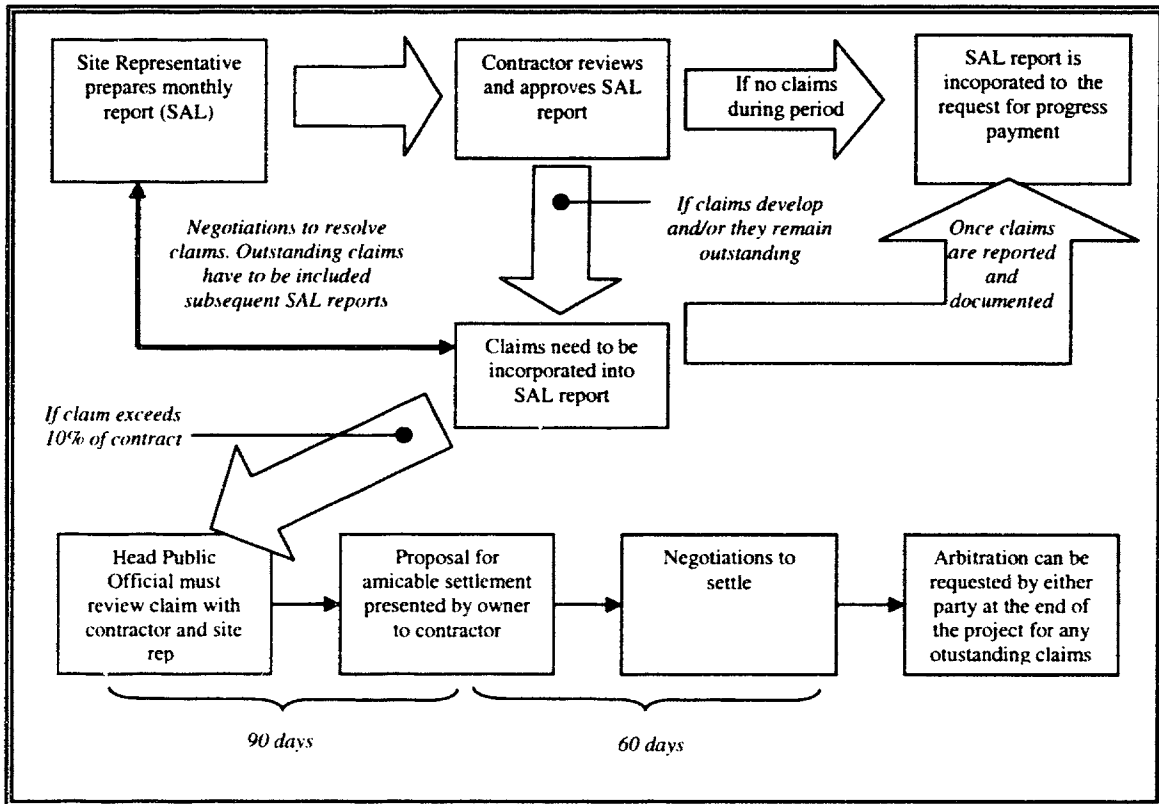 Site Representative
prepares monthly
report (SAL)
Contractor reviews
and approves SAL
report
If no claims
during period
SAL report is
incoporated to the
request for progress
payment
Negotiations to resolve
claims. Outstanding claims
have to be included
subsequent SAL reports
If claims develop
and/or they remain
outstanding
Once claims
are reported
and
documented
Claims need to be
incorporated into
SAL report
If claim exceeds
10% of contract
Head Public
Official must
review claim with
contractor and site
rep
Proposal for
amicable settlement
presented by owner
to contractor
Negotiations to
settle
Arbitration can be
requested by either
party at the end of
the project for any
otustanding claims
90 days
60 days